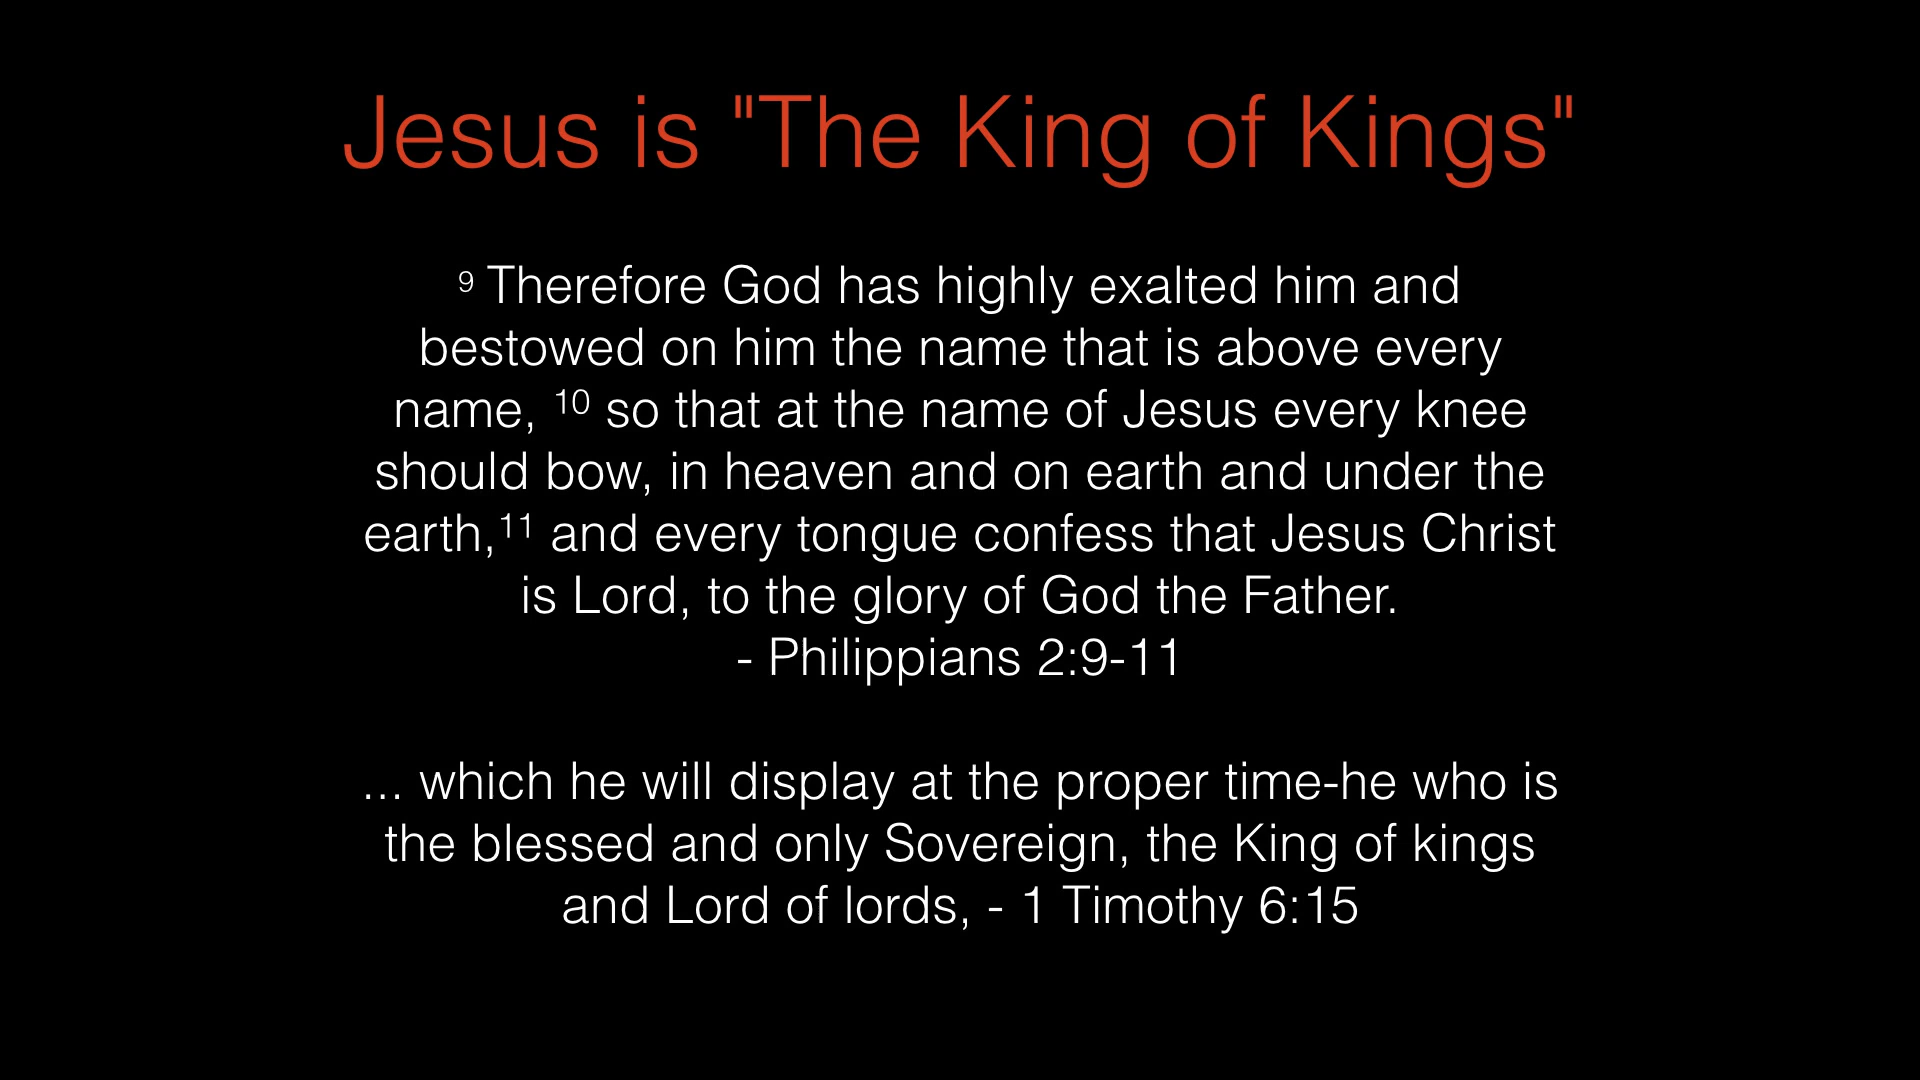 Jesus is "The King of Kings"
⁹ Therefore God has highly exalted him and
bestowed on him the name that is above every
name, ¹⁰ so that at the name of Jesus every knee
should bow, in heaven and on earth and under the
earth,¹¹ and every tongue confess that Jesus Christ
is Lord, to the glory of God the Father.
- Philippians 2:9-11
... which he will display at the proper time-he who is
the blessed and only Sovereign, the King of kings
and Lord of lords, - 1 Timothy 6:15